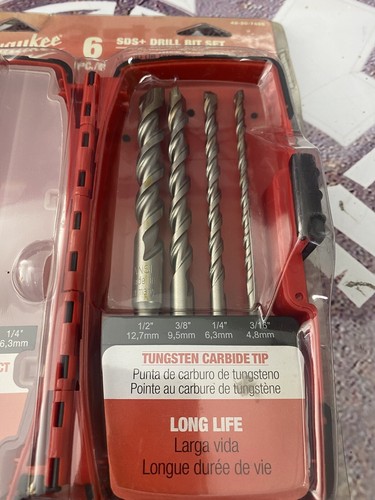 waukee 6 SDS+ DRILL BIT SET
1/4"
6,3mm
CT
1/2" 3/8" 1/4" 3/16"
12,7mm 9,5mm 6,3mm 4,8mm
TUNGSTEN CARBIDE TIP
Punta de carburo de tungsteno
Pointe au carbure de tungstène
LONG LIFE
Larga vida
Longue durée de vie